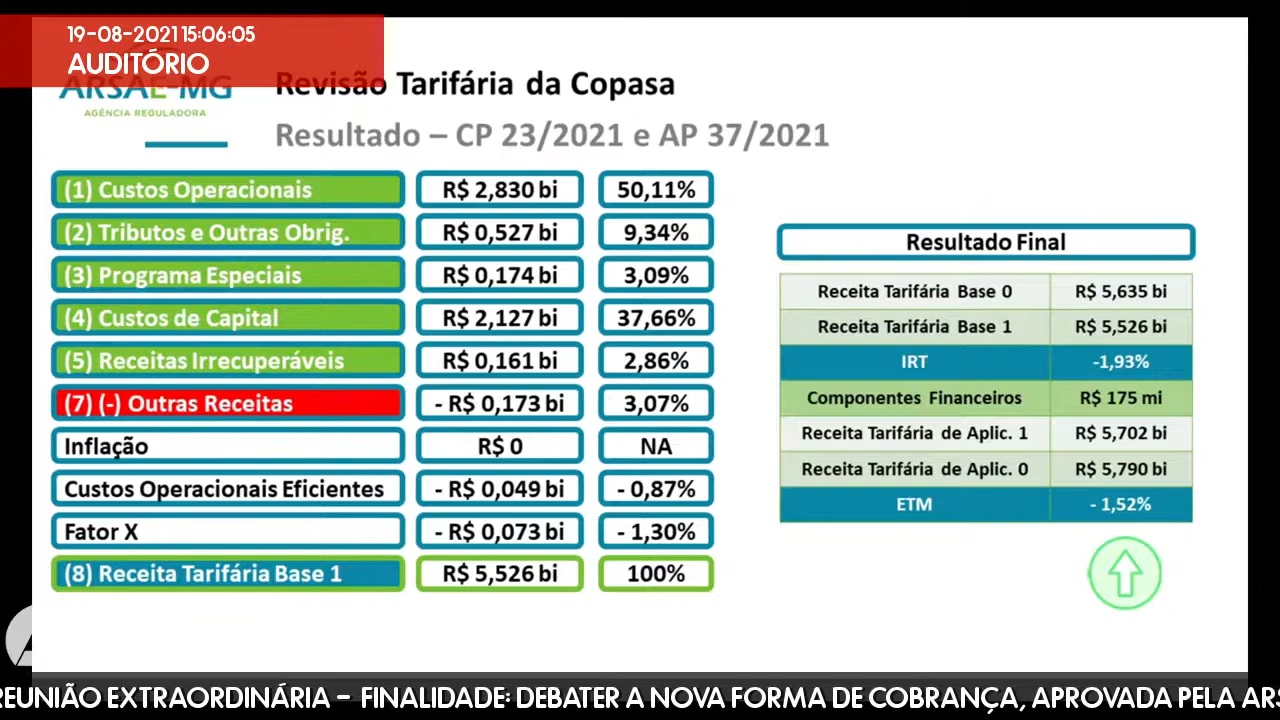 19-08-2021 15:06:05
AUDITÓRIO
ARSAE-MG
AGÊNCIA REGULADORA
Revisão Tarifária da Copasa
Resultado – CP 23/2021 e AP 37/2021
(1) Custos Operacionais R$ 2,830 bi 50,11%
(2) Tributos e Outras Obrig. R$ 0,527 bi 9,34%
(3) Programa Especiais R$ 0,174 bi 3,09%
(4) Custos de Capital R$ 2,127 bi 37,66%
(5) Receitas Irrecuperáveis R$ 0,161 bi 2,86%
(7) (-) Outras Receitas - R$ 0,173 bi 3,07%
Inflação R$ 0 NA
Custos Operacionais Eficientes - R$ 0,049 bi - 0,87%
Fator X - R$ 0,073 bi - 1,30%
(8) Receita Tarifária Base 1 R$ 5,526 bi 100%
Resultado Final
Receita Tarifária Base 0 R$ 5,635 bi
Receita Tarifária Base 1 R$ 5,526 bi
IRT -1,93%
Componentes Financeiros R$ 175 mi
Receita Tarifária de Aplic. 1 R$ 5,702 bi
Receita Tarifária de Aplic. 0 R$ 5,790 bi
ETM - 1,52%
REUNIÃO EXTRAORDINÁRIA – FINALIDADE: DEBATER A NOVA FORMA DE COBRANÇA, APROVADA PELA ARS